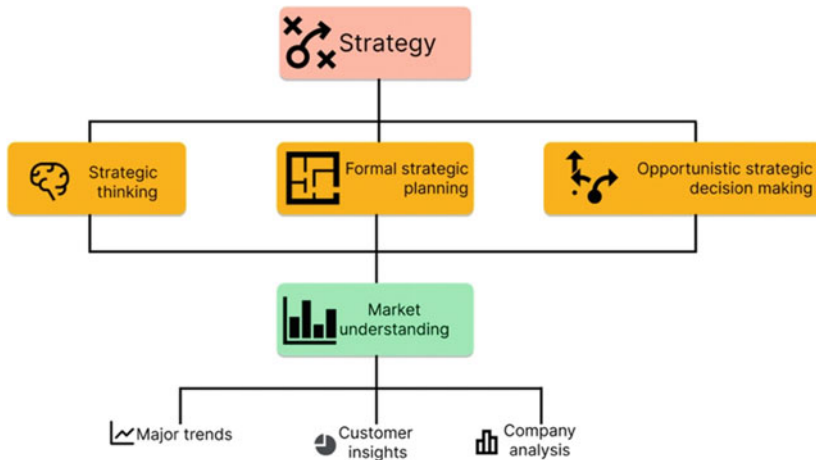 Strategy
Strategic
thinking
Formal strategic
planning
Opportunistic strategic
decision making
Market
understanding
Major trends
Customer
insights
Company
analysis